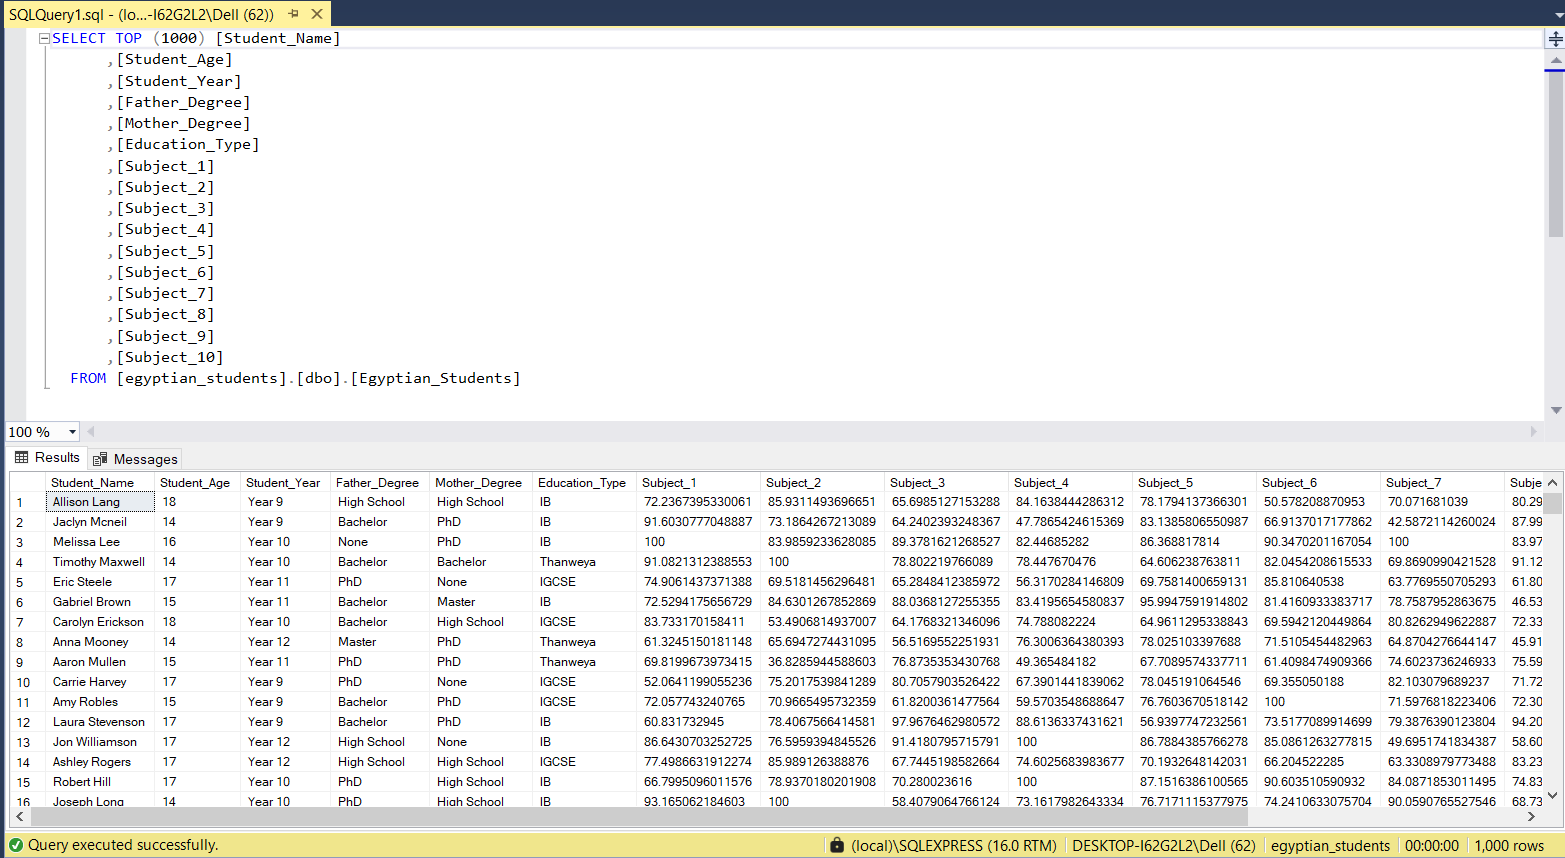 SQLQuery1.sql - (lo...-I62G2L2\Dell (62))
SELECT TOP (1000) [Student_Name]
,[Student_Age]
,[Student_Year]
,[Father_Degree]
,[Mother_Degree]
,[Education_Type]
,[Subject_1]
,[Subject_2]
,[Subject_3]
,[Subject_4]
,[Subject_5]
,[Subject_6]
,[Subject_7]
,[Subject_8]
,[Subject_9]
,[Subject_10]
FROM [egyptian_students].[dbo].[Egyptian_Students]
100 %
Results Messages
Student_Name Student_Age Student_Year Father_Degree Mother_Degree Education_Type Subject_1 Subject_2 Subject_3 Subject_4 Subject_5 Subject_6 Subject_7 Subje
1 Allison Lang 18 Year 9 High School High School IB 72.2367395330061 85.9311493696651 65.69851271532​88 84.1638444286312 78.1794137366301 50.578208870953 70.071681039 80.29
2 Jaclyn Mcneil 14 Year 9 Bachelor PhD IB 91.6030777048887 73.1864267213089 64.2402393248367 47.7865424615369 83.1385806550987 66.9137017177862 42.5872114260024 87.99
3 Melissa Lee 16 Year 10 None PhD IB 100 83.9859233628085 89.3781621268527 82.44685282 86.368817814 90.3470201167054 100 83.97
4 Timothy Maxwell 14 Year 10 Bachelor Bachelor Thanweya 91.0821312388553 100 78.802219766089 78.447670476 64.606238763811 82.0454208615533 69.8690990421528 91.12
5 Eric Steele 17 Year 11 PhD None IGCSE 74.9061437371388 69.5181456296481 65.2848412385972 56.3170284146809 69.7581400659131 85.810640538 63.7769550705293 61.80
6 Gabriel Brown 15 Year 11 Bachelor Master IB 72.5294175656729 84.6301267852869 88.0368127255355 83.4195654580837 95.9947591914802 81.4160933383717 78.7587952863675 46.53
7 Carolyn Erickson 18 Year 10 Bachelor High School IGCSE 83.733170158411 53.4906814937007 64.1768321346096 74.788082224 64.9611295338843 69.5942120449864 80.8262949622887 72.33
8 Anna Mooney 14 Year 12 Master PhD Thanweya 61.3245150181148 65.6947274431095 56.5169552251931 76.3006364380393 78.025103397688 71.5105454482963 64.8704276644147 45.91
9 Aaron Mullen 15 Year 11 PhD PhD Thanweya 69.8199673973415 36.8285944588603 76.8735353430768 49.365484182 67.7089574337711 61.4098474909366 74.6023736246933 75.59
10 Carrie Harvey 17 Year 9 PhD None IGCSE 52.0641199055236 75.2017539841289 80.7057903526422 67.3901441839062 78.045191064546 69.355050188 82.103079689237 71.72
11 Amy Robles 15 Year 9 Bachelor PhD IGCSE 72.057743240765 70.9665495732359 61.8200361477564 59.5703548688647 76.7603670518142 100 71.5976818223406 72.30
12 Laura Stevenson 17 Year 9 Bachelor PhD IB 60.831732945 78.4067566414581 97.9676462980572 88.6136337431621 56.9397747232561 73.5177089914699 79.3876390123804 94.20
13 Jon Williamson 17 Year 12 High School None IB 86.6430703252725 76.5959394845526 91.4180795715791 100 86.7884385766278 85.0861263277815 49.6951741834387 58.60
14 Ashley Rogers 17 Year 12 High School High School IGCSE 77.4986631912274 85.989126388876 67.7445198582664 74.6025683983677 70.1932648142031 66.204522285 63.3308979773488 83.23
15 Robert Hill 17 Year 10 PhD High School IB 66.7995096011576 78.9370180201908 70.280023616 100 87.1516386100565 90.603510590932 84.0871853011495 74.83
16 Joseph Long 14 Year 10 PhD High School IB 93.165062184603 100 58.4079064766124 73.1617982643334 76.7171115377975 74.2410633075704 90.0590765527546 68.73
Query executed successfully. (local)\SQLEXPRESS (16.0 RTM) DESKTOP-I62G2L2\Dell (62) egyptian_students 00:00:00 1,000 rows